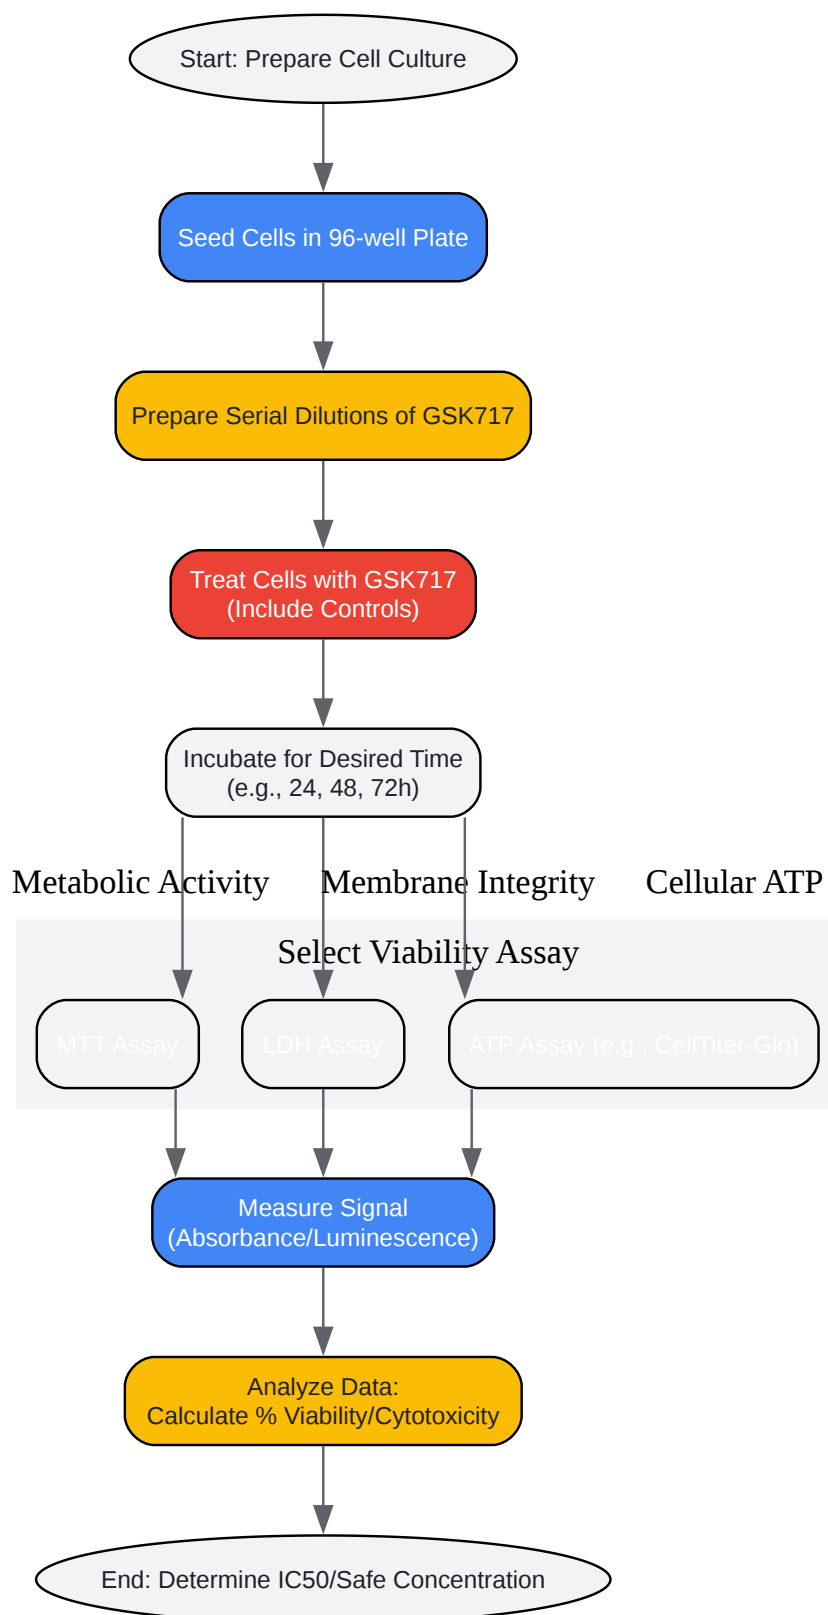 Start: Prepare Cell Culture
Seed Cells in 96-well Plate
Prepare Serial Dilutions of GSK717
Treat Cells with GSK717
(Include Controls)
Incubate for Desired Time
(e.g., 24, 48, 72h)
Metabolic Activity
Membrane Integrity
Cellular ATP
Select Viability Assay
MTT Assay
LDH Assay
ATP Assay (e.g., CellTiter-Glo)
Measure Signal
(Absorbance/Luminescence)
Analyze Data:
Calculate % Viability/Cytotoxicity
End: Determine IC50/Safe Concentration